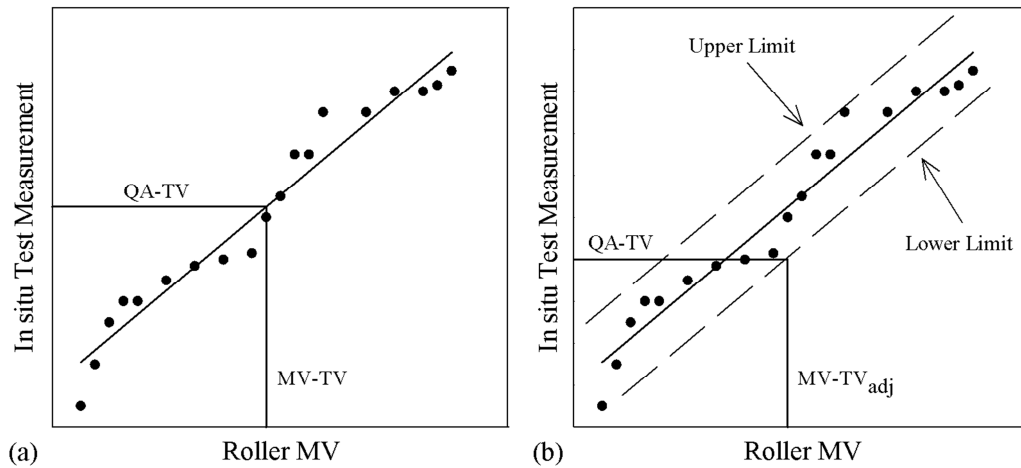 In situ Test Measurement
QA-TV
MV-TV
(a)
Roller MV
In situ Test Measurement
Upper Limit
QA-TV
Lower Limit
MV-TVadj
(b)
Roller MV